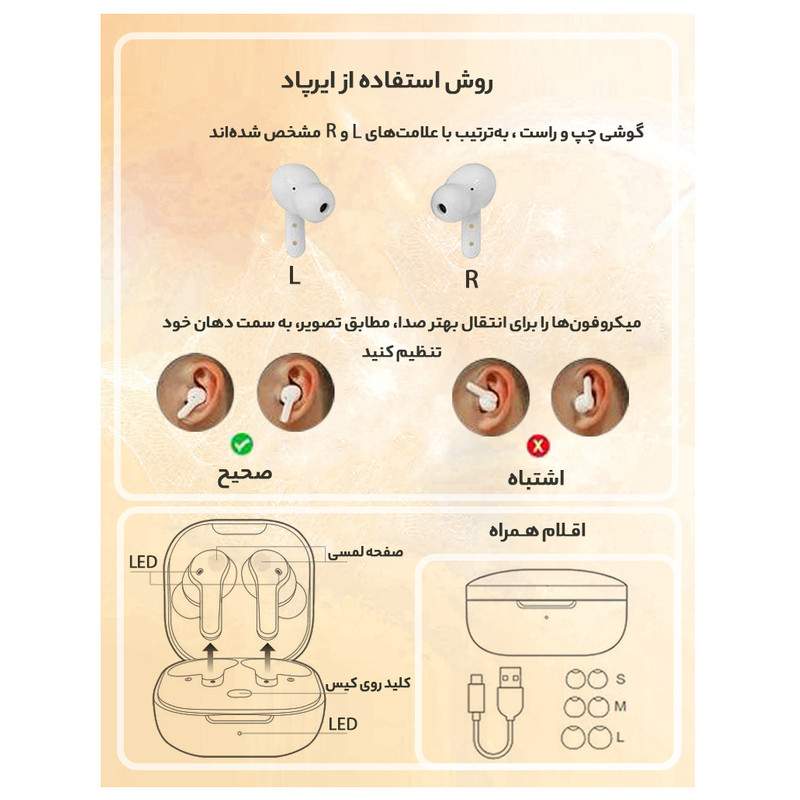 روش استفاده از ایرپاد
گوشی چپ و راست ، به‌ترتیب با علامت‌های L و R مشخص شده‌اند
L
R
میکروفون‌ها را برای انتقال بهتر صدا، مطابق تصویر، به سمت دهان خود
تنظیم کنید
صحیح
اشتباه
اقلام همراه
صفحه لمسی
LED
کلید روی کیس
LED
S
M
L